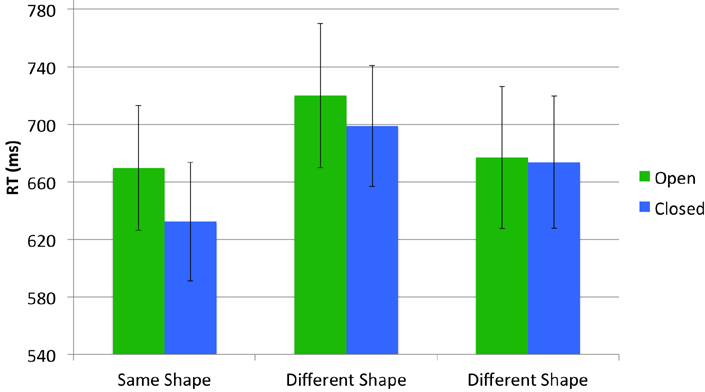 780
740
700
660
620
580
540
RT (ms)
Same Shape
Different Shape
Different Shape
Open
Closed